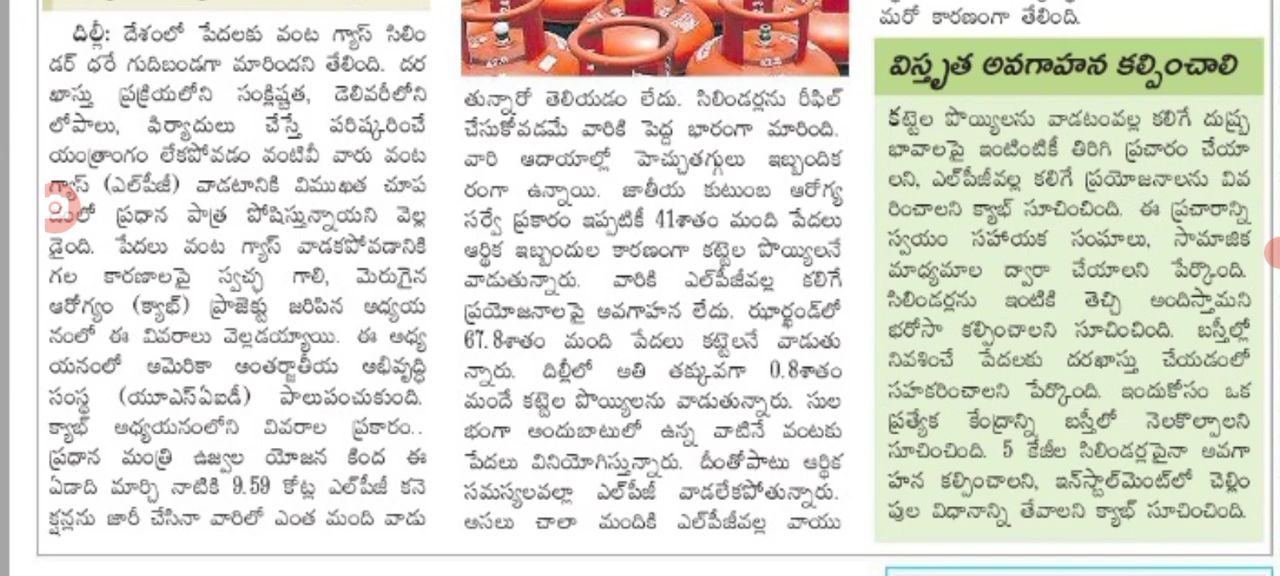 దిల్లీ: దేశంలో పేదలకు వంట గ్యాస్ సిలిం
డర్ ధరే గుదిబండగా మారిందని తేలింది. దర
ఖాస్తు ప్రక్రియలోని సంక్లిష్టత, డెలివరీలోని
లోపాలు, ఫిర్యాదులు చేస్తే పరిష్కరించే
యంత్రాంగం లేకపోవడం వంటివీ వారు వంట
గ్యాస్ (ఎల్‌పీజీ) వాడటానికి విముఖత చూప
డంలో ప్రధాన పాత్ర పోషిస్తున్నాయని వెల్ల
డైంది. పేదలు వంట గ్యాస్ వాడకపోవడానికి
గల కారణాలపై స్వచ్ఛ గాలి, మెరుగైన
ఆరోగ్యం (క్యాభ్) ప్రాజెక్టు జరిపిన అధ్యయ
నంలో ఈ వివరాలు వెల్లడయ్యాయి. ఈ అధ్య
యనంలో అమెరికా అంతర్జాతీయ అభివృద్ధి
సంస్థ (యూఎస్ఏఐడీ) పాలుపంచుకుంది.
క్యాభ్ అధ్యయనంలోని వివరాల ప్రకారం..
ప్రధాన మంత్రి ఉజ్వల యోజన కింద ఈ
ఏడాది మార్చి నాటికి 9.59 కోట్ల ఎల్‌పీజీ కనె
క్షన్లను జారీ చేసినా వారిలో ఎంత మంది వాడు
తున్నారో తెలియడం లేదు. సిలిండర్లను రీఫిల్
చేసుకోవడమే వారికి పెద్ద భారంగా మారింది.
వారి ఆదాయాల్లో హెచ్చుతగ్గులు ఇబ్బందిక
రంగా ఉన్నాయి. జాతీయ కుటుంబ ఆరోగ్య
సర్వే ప్రకారం ఇప్పటికీ 41శాతం మంది పేదలు
ఆర్థిక ఇబ్బందుల కారణంగా కట్టెల పొయ్యిలనే
వాడుతున్నారు. వారికి ఎల్‌పీజీవల్ల కలిగే
ప్రయోజనాలపై అవగాహన లేదు. ఝార్ఖండ్‌లో
67.8శాతం మంది పేదలు కట్టెలనే వాడుతు
న్నారు. దిల్లీలో అతి తక్కువగా 0.8శాతం
మందే కట్టెల పొయ్యిలను వాడుతున్నారు. సుల
భంగా అందుబాటులో ఉన్న వాటినే వంటకు
పేదలు వినియోగిస్తున్నారు. దీంతోపాటు ఆర్థిక
సమస్యలవల్లా ఎల్‌పీజీ వాడలేకపోతున్నారు.
అసలు చాలా మందికి ఎల్‌పీజీవల్ల వాయు
మరో కారణంగా తేలింది.
విస్తృత అవగాహన కల్పించాలి
కట్టెల పొయ్యిలను వాడటంవల్ల కలిగే దుష్ప్ర
భావాలపై ఇంటింటికీ తిరిగి ప్రచారం చేయా
లని, ఎల్‌పీజీవల్ల కలిగే ప్రయోజనాలను వివ
రించాలని క్యాభ్ సూచించింది. ఈ ప్రచారాన్ని
స్వయం సహాయక సంఘాలు, సామాజిక
మాధ్యమాల ద్వారా చేయాలని పేర్కొంది.
సిలిండర్లను ఇంటికి తెచ్చి అందిస్తామని
భరోసా కల్పించాలని సూచించింది. బస్తీల్లో
నివశించే పేదలకు దరఖాస్తు చేయడంలో
సహకరించాలని పేర్కొంది. ఇందుకోసం ఒక
ప్రత్యేక కేంద్రాన్ని బస్తీలో నెలకొల్పాలని
సూచించింది. 5 కేజీల సిలిండర్లపైనా అవగా
హన కల్పించాలని, ఇన్‌స్టాల్‌మెంట్‌లో చెల్లిం
పుల విధానాన్ని తేవాలని క్యాభ్ సూచించింది.